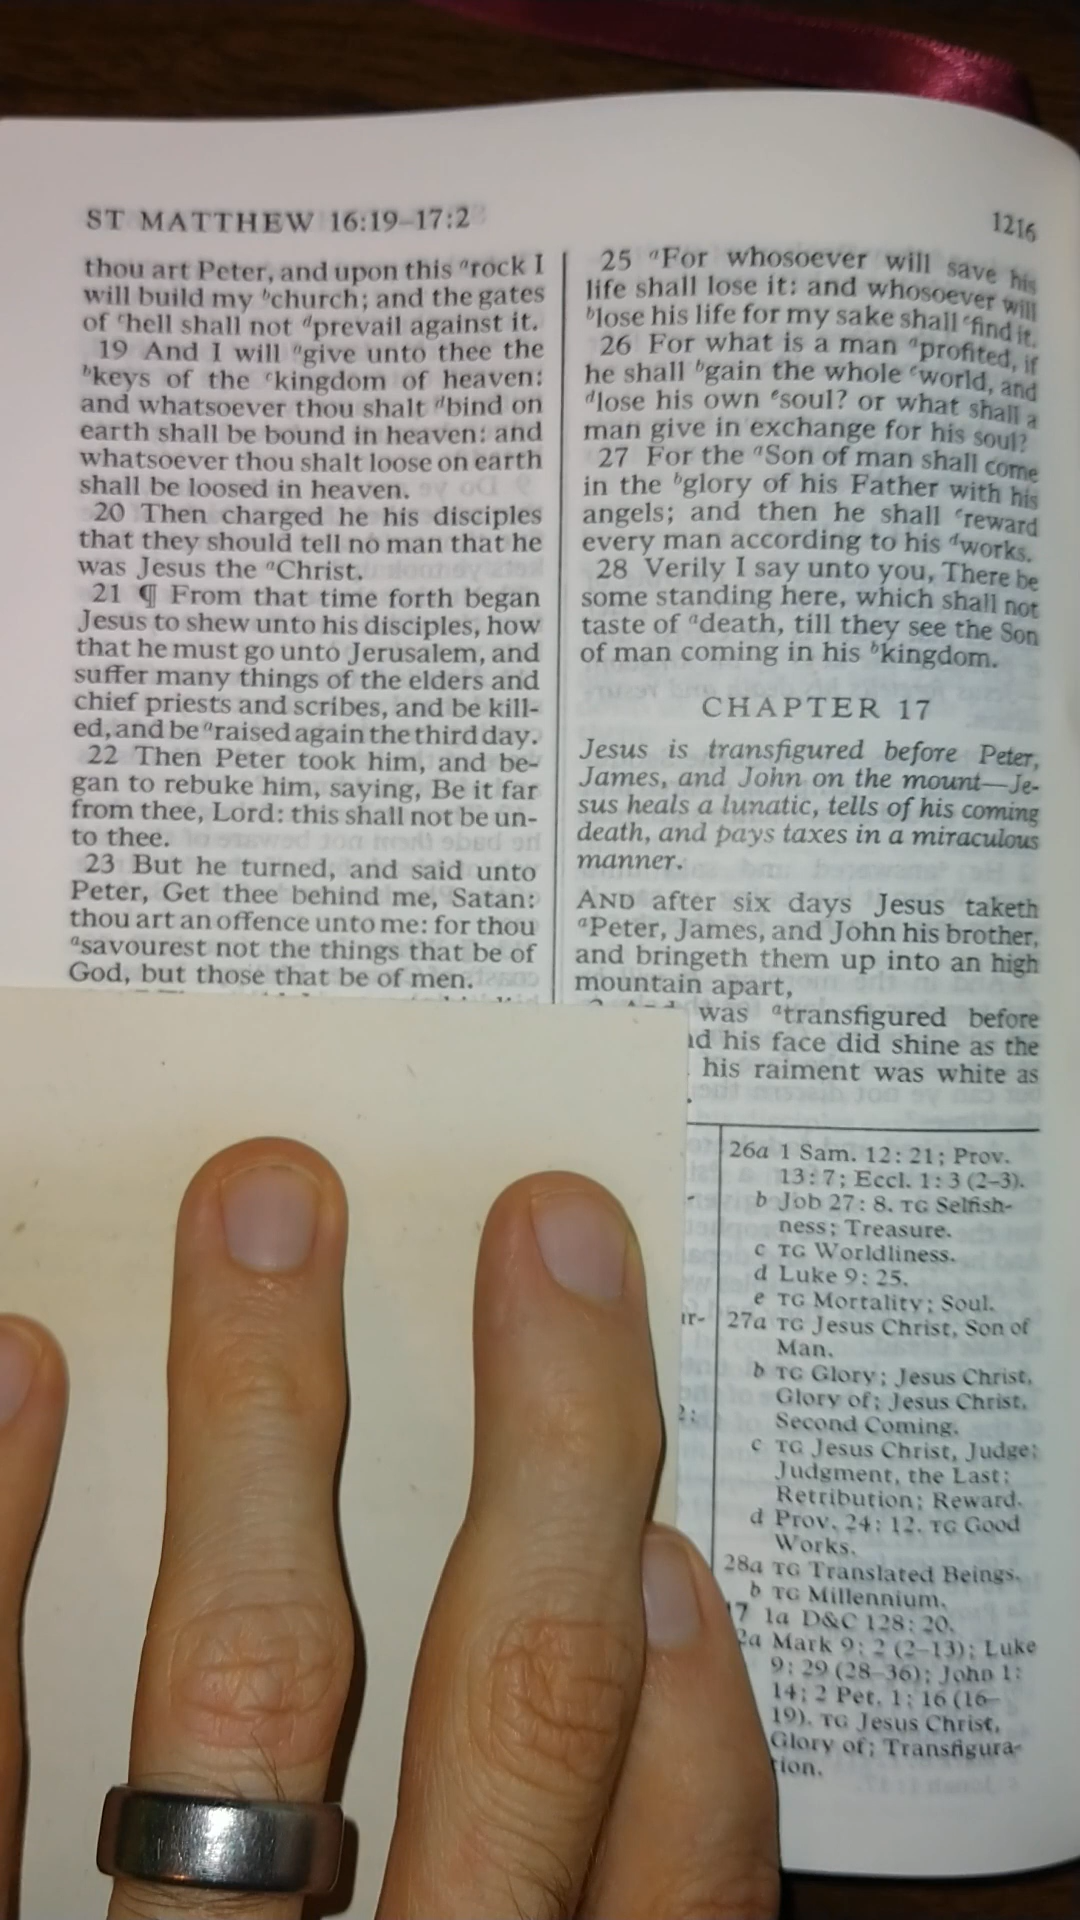 ST MATTHEW 16:19–17:2
1216
thou art Peter, and upon this ᵃrock I
will build my ᵇchurch; and the gates
of ᶜhell shall not ᵈprevail against it.
19 And I will ᵃgive unto thee the
ᵇkeys of the ᶜkingdom of heaven:
and whatsoever thou shalt ᵈbind on
earth shall be bound in heaven: and
whatsoever thou shalt loose on earth
shall be loosed in heaven.
20 Then charged he his disciples
that they should tell no man that he
was Jesus the ᵃChrist.
21 ¶ From that time forth began
Jesus to shew unto his disciples, how
that he must go unto Jerusalem, and
suffer many things of the elders and
chief priests and scribes, and be kill-
ed, and be ᵃraised again the third day.
22 Then Peter took him, and be-
gan to rebuke him, saying, Be it far
from thee, Lord: this shall not be un-
to thee.
23 But he turned, and said unto
Peter, Get thee behind me, Satan:
thou art an offence unto me: for thou
ᵃsavourest not the things that be of
God, but those that be of men.
25 ᵃFor whosoever will save his
life shall lose it: and whosoever will
ᵇlose his life for my sake shall ᶜfind it.
26 For what is a man ᵃprofited, if
he shall ᵇgain the whole ᶜworld, and
ᵈlose his own ᵉsoul? or what shall a
man give in exchange for his soul?
27 For the ᵃSon of man shall come
in the ᵇglory of his Father with his
angels; and then he shall ᶜreward
every man according to his ᵈworks.
28 Verily I say unto you, There be
some standing here, which shall not
taste of ᵃdeath, till they see the Son
of man coming in his ᵇkingdom.
CHAPTER 17
Jesus is transfigured before Peter,
James, and John on the mount—Je-
sus heals a lunatic, tells of his coming
death, and pays taxes in a miraculous
manner.
AND after six days Jesus taketh
ᵃPeter, James, and John his brother,
and bringeth them up into an high
mountain apart,
was ᵃtransfigured before
his face did shine as the
his raiment was white as
26a 1 Sam. 12: 21; Prov.
13: 7; Eccl. 1: 3 (2–3).
b Job 27: 8. TG Selfish-
ness; Treasure.
c TG Worldliness.
d Luke 9: 25.
e TG Mortality; Soul.
27a TG Jesus Christ, Son of
Man.
b TG Glory; Jesus Christ,
Glory of; Jesus Christ,
Second Coming.
c TG Jesus Christ, Judge;
Judgment, the Last;
Retribution; Reward.
d Prov. 24: 12. TG Good
Works.
28a TG Translated Beings.
b TG Millennium.
17 1a D&C 128: 20.
2a Mark 9: 2 (2–13); Luke
9: 29 (28–36); John 1:
14; 2 Pet. 1: 16 (16–
19). TG Jesus Christ,
Glory of; Transfigura-
tion.